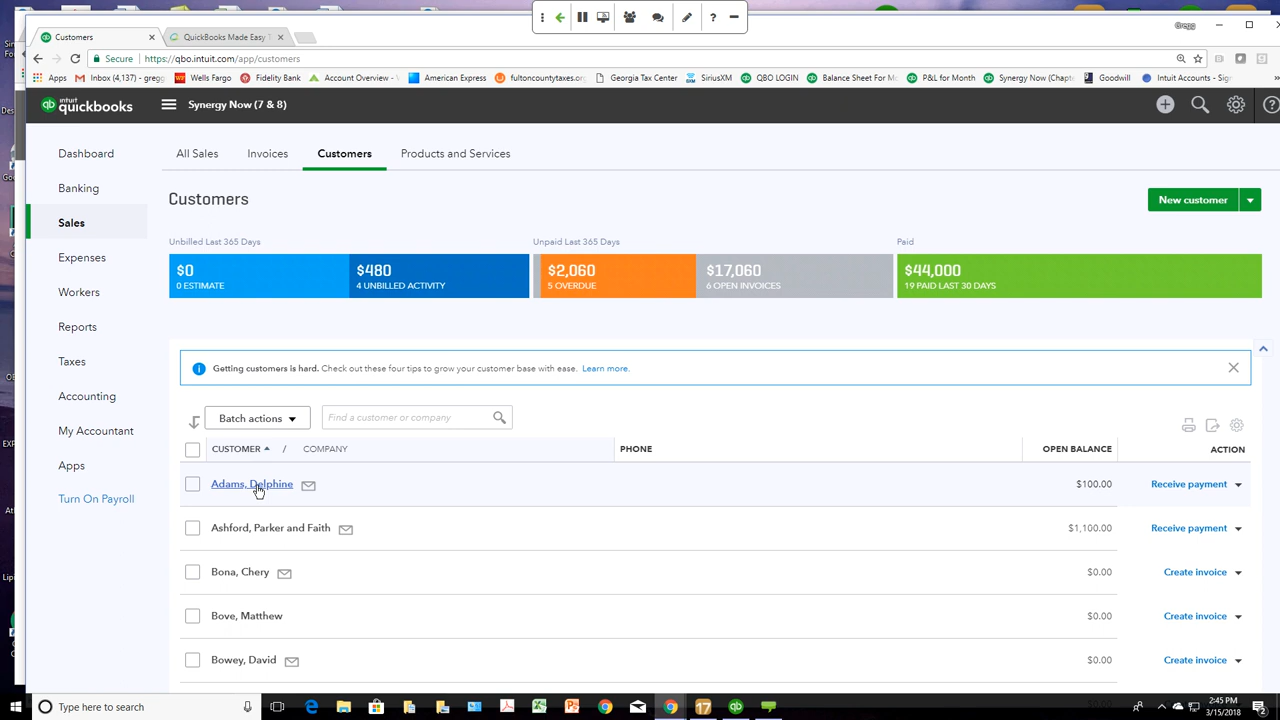 Gregg
Customers
QuickBooks Made Easy T
Secure
https://qbo.intuit.com/app/customers
Apps
Inbox (4,137) - gregg
Wells Fargo
Fidelity Bank
Account Overview -
American Express
fultoncountytaxes.org
Georgia Tax Center
SiriusXM
QBO LOGIN
Balance Sheet For Mo
P&L for Month
Synergy Now (Chapte
Goodwill
Intuit Accounts - Sign
intuit
quickbooks
Synergy Now (7 & 8)
Dashboard
Banking
Sales
Expenses
Workers
Reports
Taxes
Accounting
My Accountant
Apps
Turn On Payroll
All Sales
Invoices
Customers
Products and Services
Customers
New customer
Unbilled Last 365 Days
Unpaid Last 365 Days
Paid
$0
0 ESTIMATE
$480
4 UNBILLED ACTIVITY
$2,060
5 OVERDUE
$17,060
6 OPEN INVOICES
$44,000
19 PAID LAST 30 DAYS
Getting customers is hard. Check out these four tips to grow your customer base with ease. Learn more.
Batch actions
Find a customer or company
CUSTOMER / COMPANY
PHONE
OPEN BALANCE
ACTION
Adams, Delphine
$100.00
Receive payment
Ashford, Parker and Faith
$1,100.00
Receive payment
Bona, Chery
$0.00
Create invoice
Bove, Matthew
$0.00
Create invoice
Bowey, David
$0.00
Create invoice
Type here to search
17
2:45 PM
3/15/2018
2